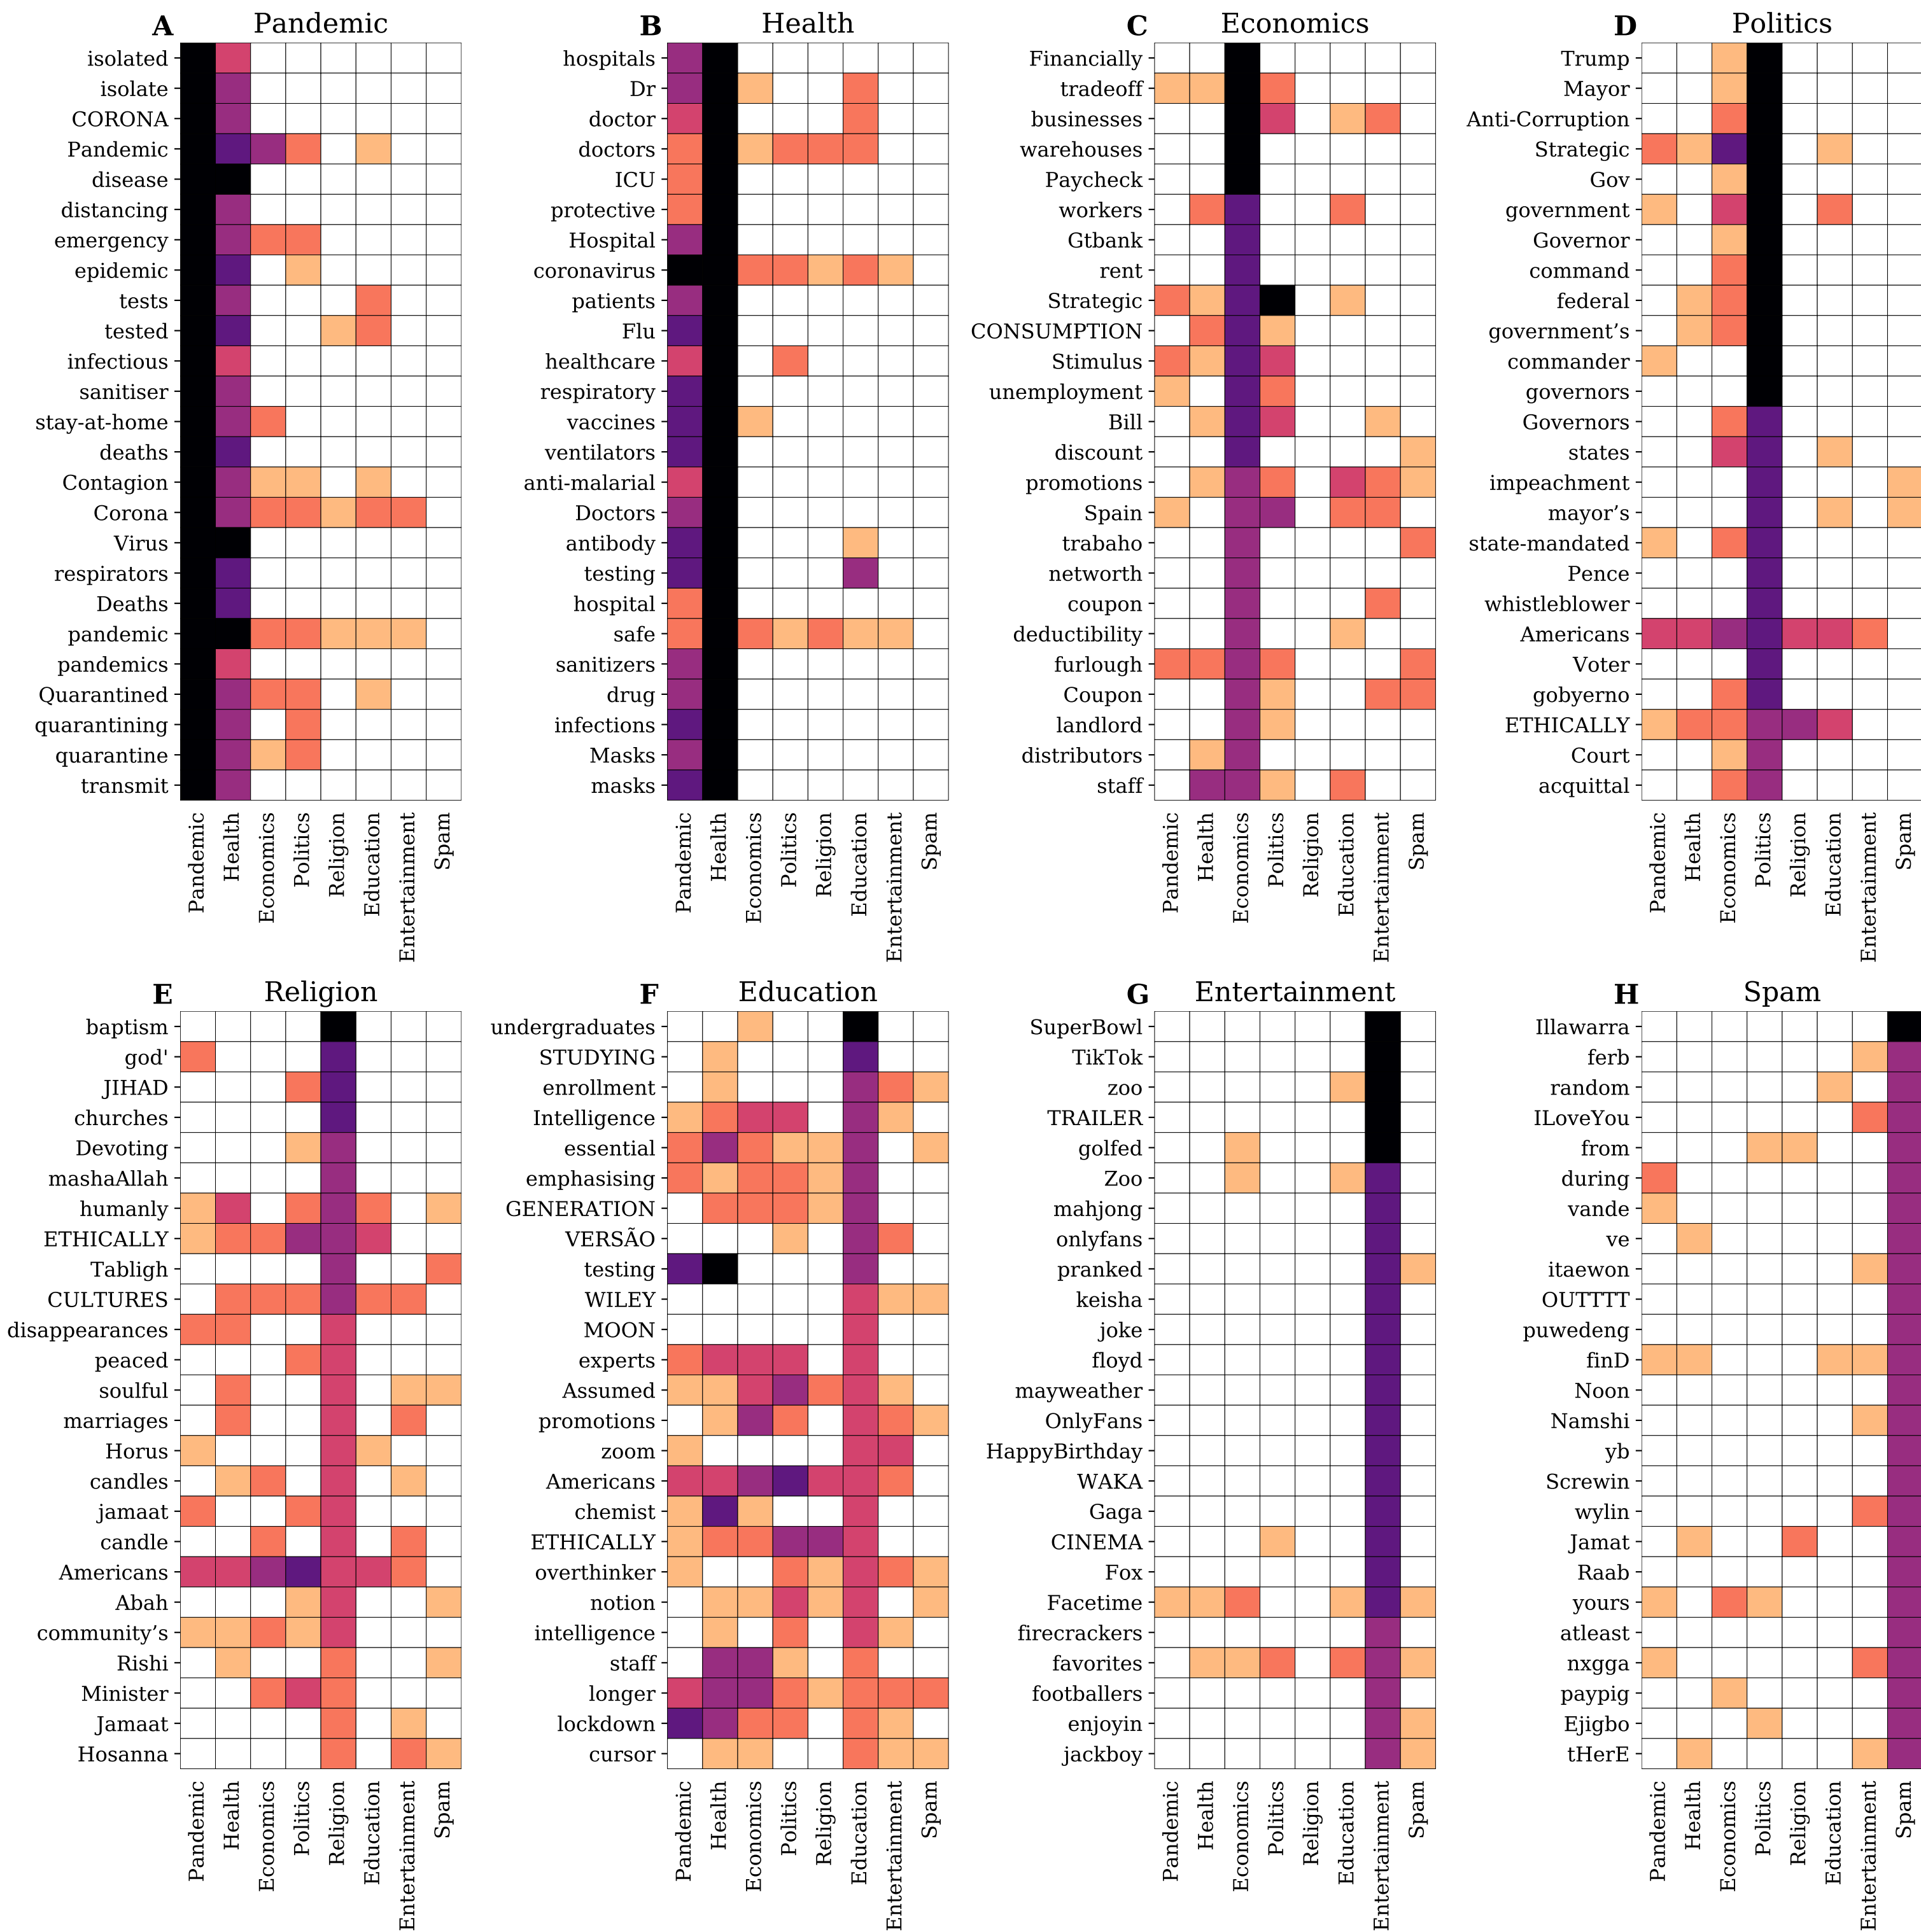 A Pandemic
isolated
isolate
CORONA
Pandemic
disease
distancing
emergency
epidemic
tests
tested
infectious
sanitiser
stay-at-home
deaths
Contagion
Corona
Virus
respirators
Deaths
pandemic
pandemics
Quarantined
quarantining
quarantine
transmit
Pandemic
Health
Economics
Politics
Religion
Education
Entertainment
Spam
B Health
hospitals
Dr
doctor
doctors
ICU
protective
Hospital
coronavirus
patients
Flu
healthcare
respiratory
vaccines
ventilators
anti-malarial
Doctors
antibody
testing
hospital
safe
sanitizers
drug
infections
Masks
masks
Pandemic
Health
Economics
Politics
Religion
Education
Entertainment
Spam
C Economics
Financially
tradeoff
businesses
warehouses
Paycheck
workers
Gtbank
rent
Strategic
CONSUMPTION
Stimulus
unemployment
Bill
discount
promotions
Spain
trabaho
networth
coupon
deductibility
furlough
Coupon
landlord
distributors
staff
Pandemic
Health
Economics
Politics
Religion
Education
Entertainment
Spam
D Politics
Trump
Mayor
Anti-Corruption
Strategic
Gov
government
Governor
command
federal
government’s
commander
governors
Governors
states
impeachment
mayor’s
state-mandated
Pence
whistleblower
Americans
Voter
gobyerno
ETHICALLY
Court
acquittal
Pandemic
Health
Economics
Politics
Religion
Education
Entertainment
Spam
E Religion
baptism
god'
JIHAD
churches
Devoting
mashaAllah
humanly
ETHICALLY
Tabligh
CULTURES
disappearances
peaced
soulful
marriages
Horus
candles
jamaat
candle
Americans
Abah
community’s
Rishi
Minister
Jamaat
Hosanna
Pandemic
Health
Economics
Politics
Religion
Education
Entertainment
Spam
F Education
undergraduates
STUDYING
enrollment
Intelligence
essential
emphasising
GENERATION
VERSÃO
testing
WILEY
MOON
experts
Assumed
promotions
zoom
Americans
chemist
ETHICALLY
overthinker
notion
intelligence
staff
longer
lockdown
cursor
Pandemic
Health
Economics
Politics
Religion
Education
Entertainment
Spam
G Entertainment
SuperBowl
TikTok
zoo
TRAILER
golfed
Zoo
mahjong
onlyfans
pranked
keisha
joke
floyd
mayweather
OnlyFans
HappyBirthday
WAKA
Gaga
CINEMA
Fox
Facetime
firecrackers
favorites
footballers
enjoyin
jackboy
Pandemic
Health
Economics
Politics
Religion
Education
Entertainment
Spam
H Spam
Illawarra
ferb
random
ILoveYou
from
during
vande
ve
itaewon
OUTTTT
puwedeng
finD
Noon
Namshi
yb
Screwin
wylin
Jamat
Raab
yours
atleast
nxgga
paypig
Ejigbo
tHerE
Pandemic
Health
Economics
Politics
Religion
Education
Entertainment
Spam